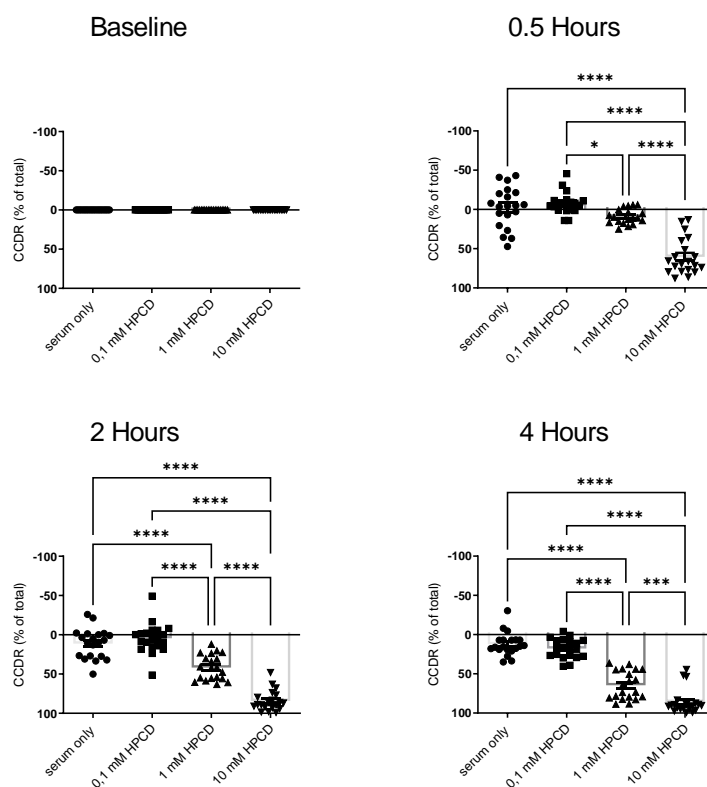 Baseline
-100
-50
0
50
100
CCDR (% of total)
serum only
0,1 mM HPCD
1 mM HPCD
10 mM HPCD
0.5 Hours
****
****
* ****
-100
-50
0
50
100
CCDR (% of total)
serum only
0,1 mM HPCD
1 mM HPCD
10 mM HPCD
2 Hours
****
****
****
**** ****
-100
-50
0
50
100
CCDR (% of total)
serum only
0,1 mM HPCD
1 mM HPCD
10 mM HPCD
4 Hours
****
****
****
**** ***
-100
-50
0
50
100
CCDR (% of total)
serum only
0,1 mM HPCD
1 mM HPCD
10 mM HPCD